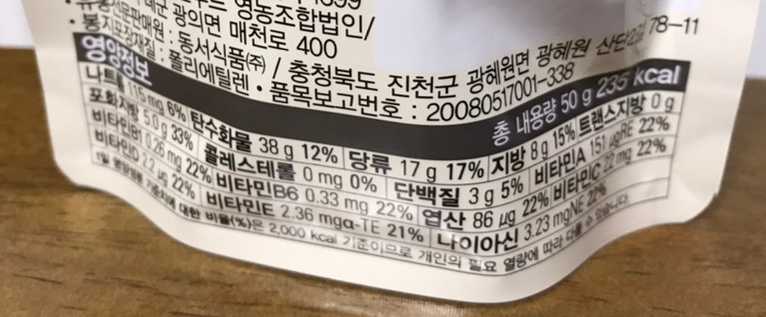 영농조합법인/
광의면 매천로 400
동서식품㈜ / 충청북도 진천군 광혜원면 광혜원 산단2길 78-11
봉지포장재질 : 폴리에틸렌 • 품목보고번호 : 20080517001-338
영양정보 총 내용량 50 g 235 kcal
나트륨 115 mg 6% 탄수화물 38 g 12% 당류 17 g 17% 지방 8 g 15% 트랜스지방 0 g
포화지방 5.0 g 33% 콜레스테롤 0 mg 0% 단백질 3 g 5% 비타민A 151 μgRE 22%
비타민B1 0.26 mg 22% 비타민B6 0.33 mg 22% 엽산 86 μg 22% 비타민C 22 mg 22%
비타민D 2.2 μg 22% 비타민E 2.36 mgα-TE 21% 나이아신 3.23 mgNE 22%
1일 영양성분 기준치에 대한 비율(%)은 2,000 kcal 기준이므로 개인의 필요 열량에 따라 다를 수 있습니다.